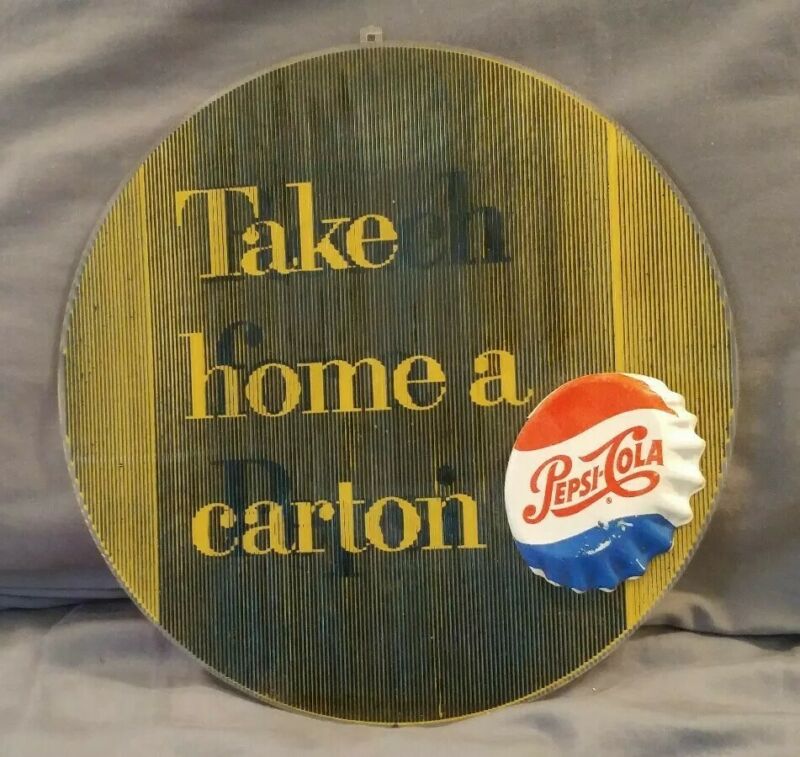 Take
home a
carton
PEPSI-COLA
®